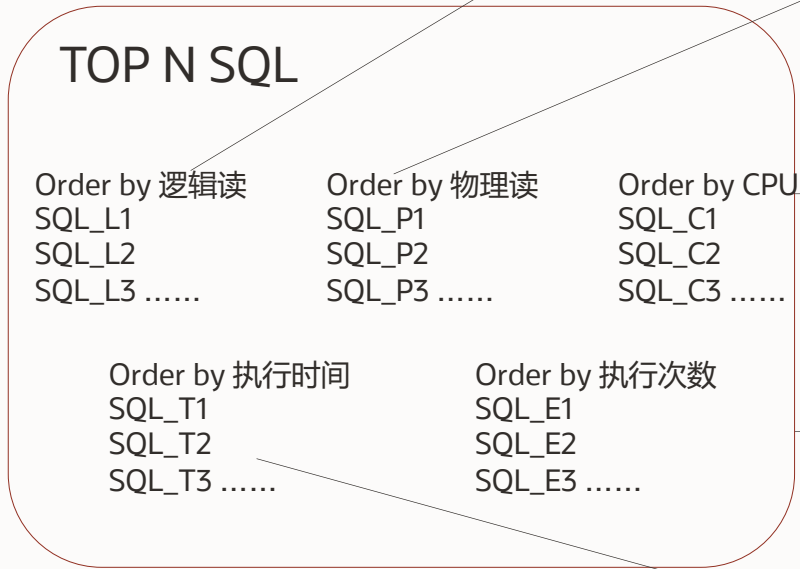 TOP N SQL
Order by 逻辑读
SQL_L1
SQL_L2
SQL_L3 ……
Order by 物理读
SQL_P1
SQL_P2
SQL_P3 ……
Order by CPU
SQL_C1
SQL_C2
SQL_C3 ……
Order by 执行时间
SQL_T1
SQL_T2
SQL_T3 ……
Order by 执行次数
SQL_E1
SQL_E2
SQL_E3 ……